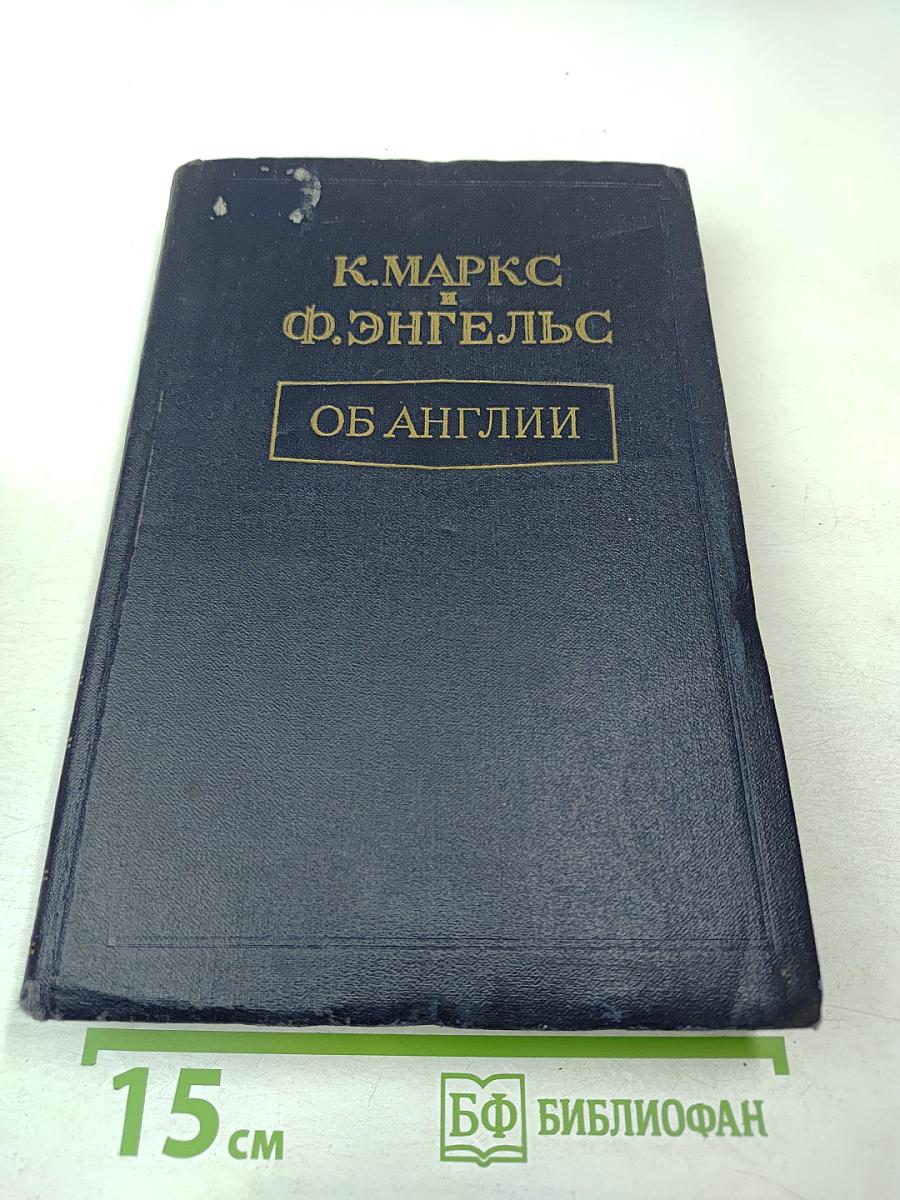 К.МАРКС
и
Ф.ЭНГЕЛЬС
ОБ АНГЛИИ
15 см
БФ БИБЛИОФАН